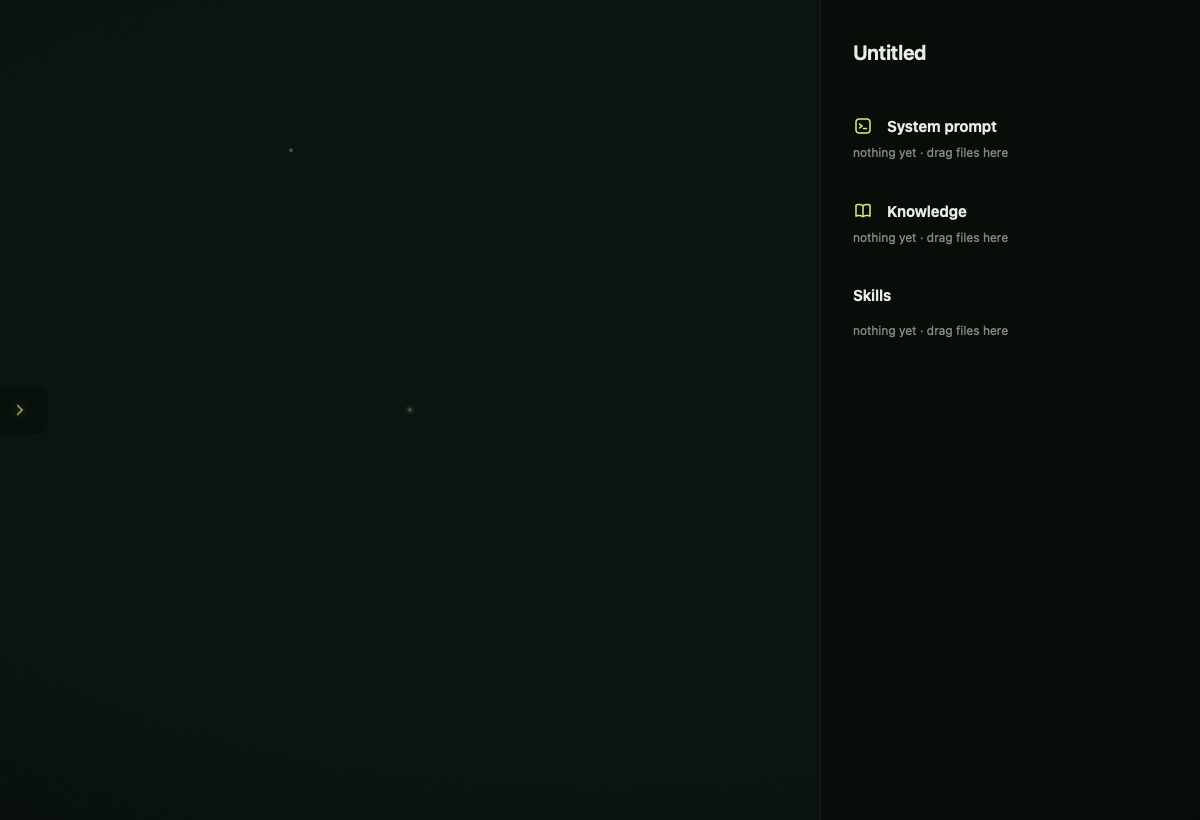 Untitled
System prompt
nothing yet · drag files here
Knowledge
nothing yet · drag files here
Skills
nothing yet · drag files here